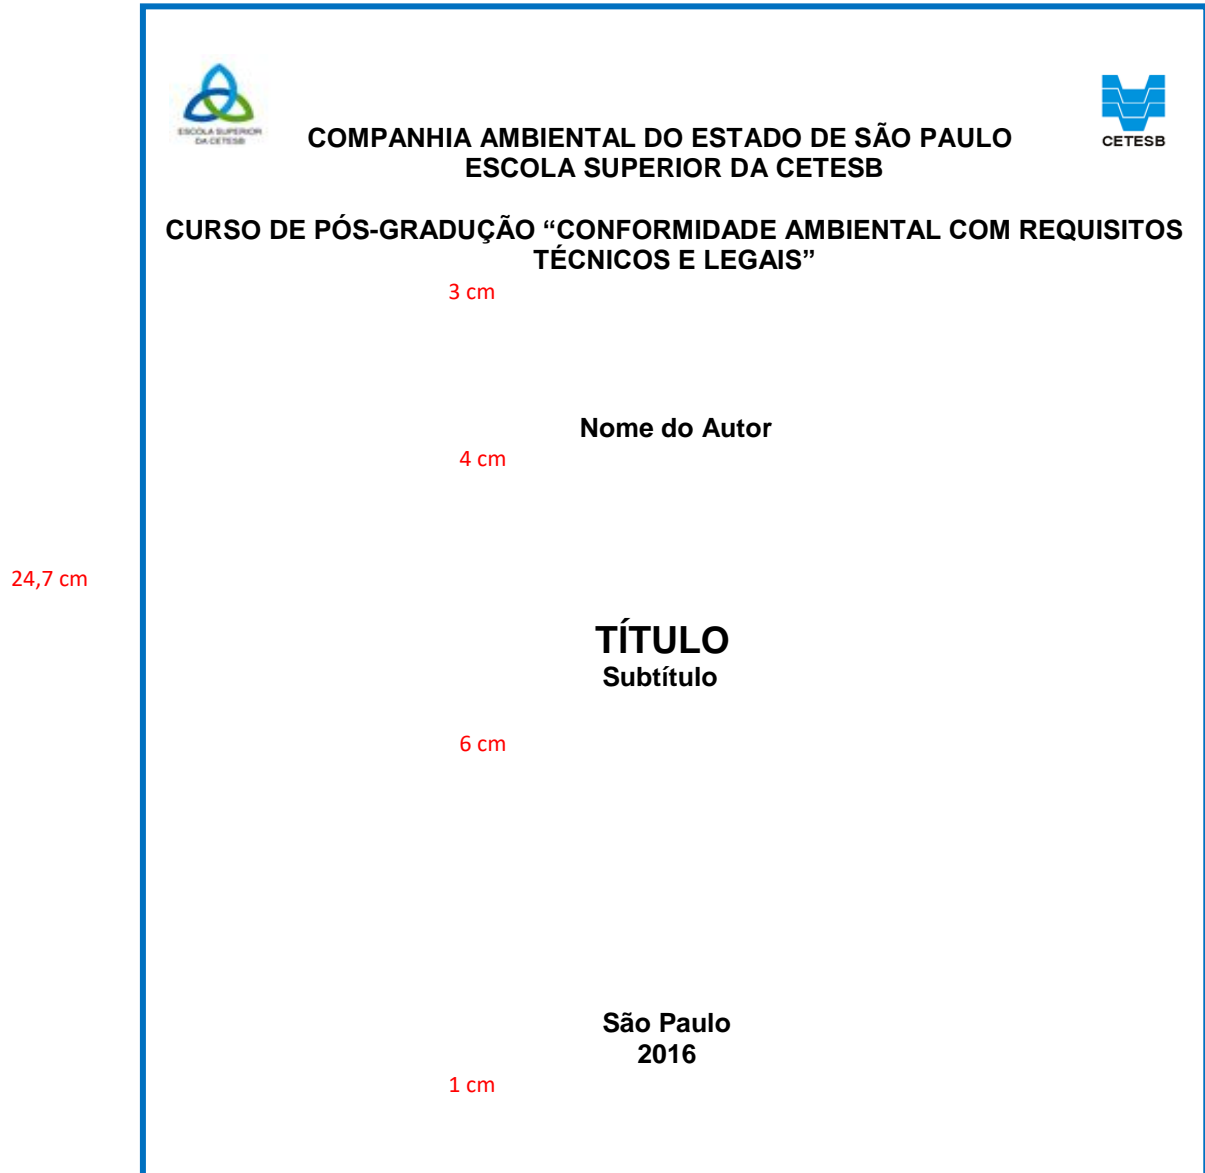 ESCOLA SUPERIOR
DA CETESB
CETESB
COMPANHIA AMBIENTAL DO ESTADO DE SÃO PAULO
ESCOLA SUPERIOR DA CETESB
CURSO DE PÓS-GRADUÇÃO “CONFORMIDADE AMBIENTAL COM REQUISITOS
TÉCNICOS E LEGAIS”
3 cm
Nome do Autor
4 cm
24,7 cm
TÍTULO
Subtítulo
6 cm
São Paulo
2016
1 cm